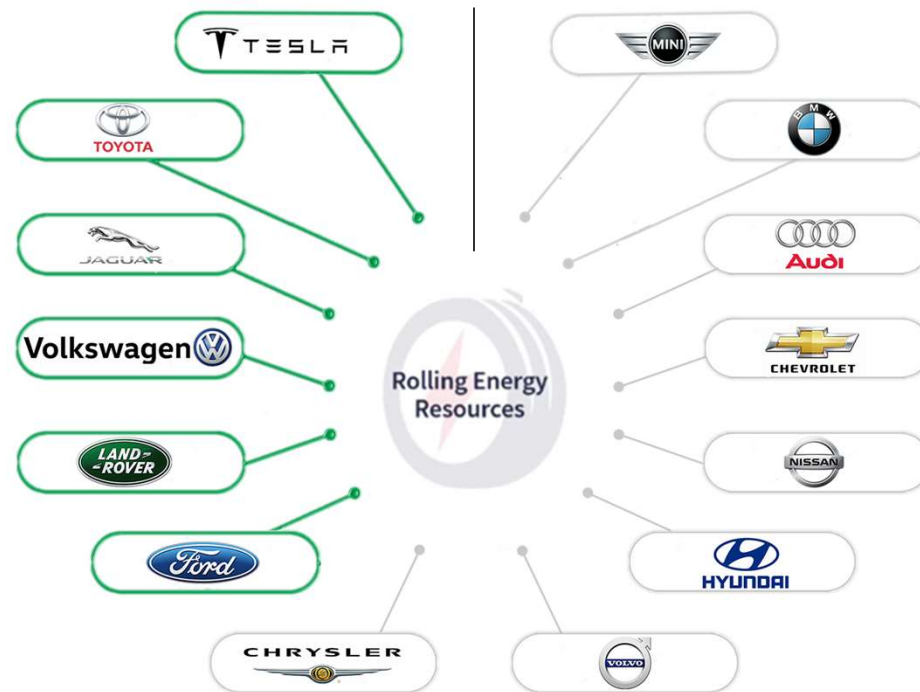 TESLA
MINI
TOYOTA
BMW
JAGUAR
Audi
Volkswagen
CHEVROLET
Rolling Energy
Resources
LAND-
-ROVER
NISSAN
Ford
HYUNDAI
CHRYSLER
VOLVO